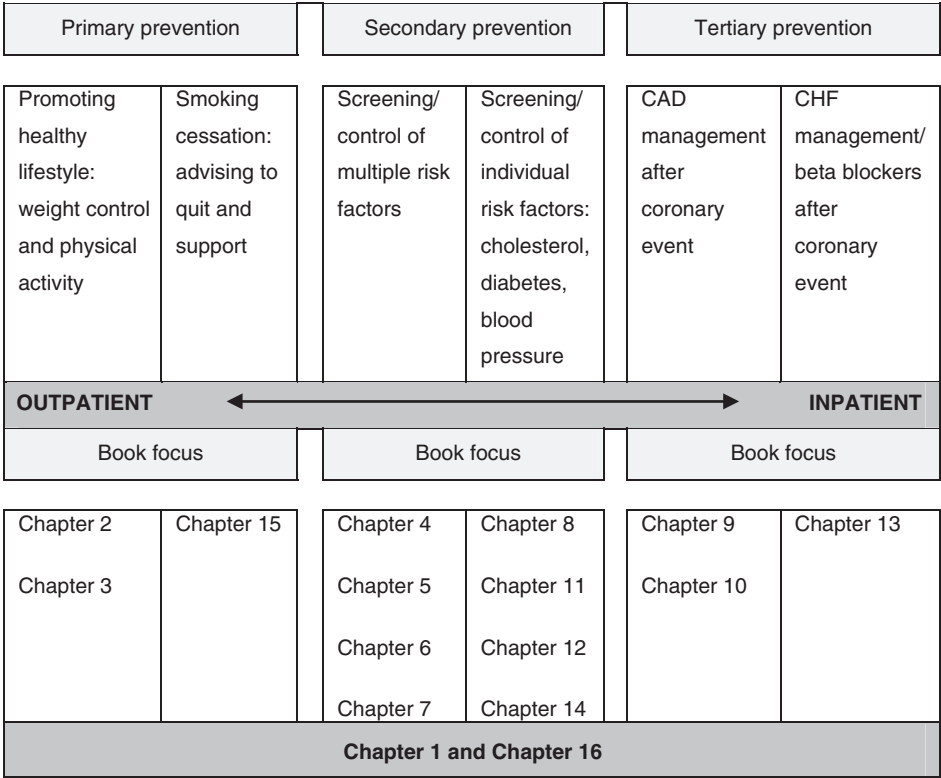 Primary prevention
Secondary prevention
Tertiary prevention
Promoting
healthy
lifestyle:
weight control
and physical
activity
Smoking
cessation:
advising to
quit and
support
Screening/
control of
multiple risk
factors
Screening/
control of
individual
risk factors:
cholesterol,
diabetes,
blood
pressure
CAD
management
after
coronary
event
CHF
management/
beta blockers
after
coronary
event
OUTPATIENT
INPATIENT
Book focus
Book focus
Book focus
Chapter 2
Chapter 3
Chapter 15
Chapter 4
Chapter 5
Chapter 6
Chapter 7
Chapter 8
Chapter 11
Chapter 12
Chapter 14
Chapter 9
Chapter 10
Chapter 13
Chapter 1 and Chapter 16